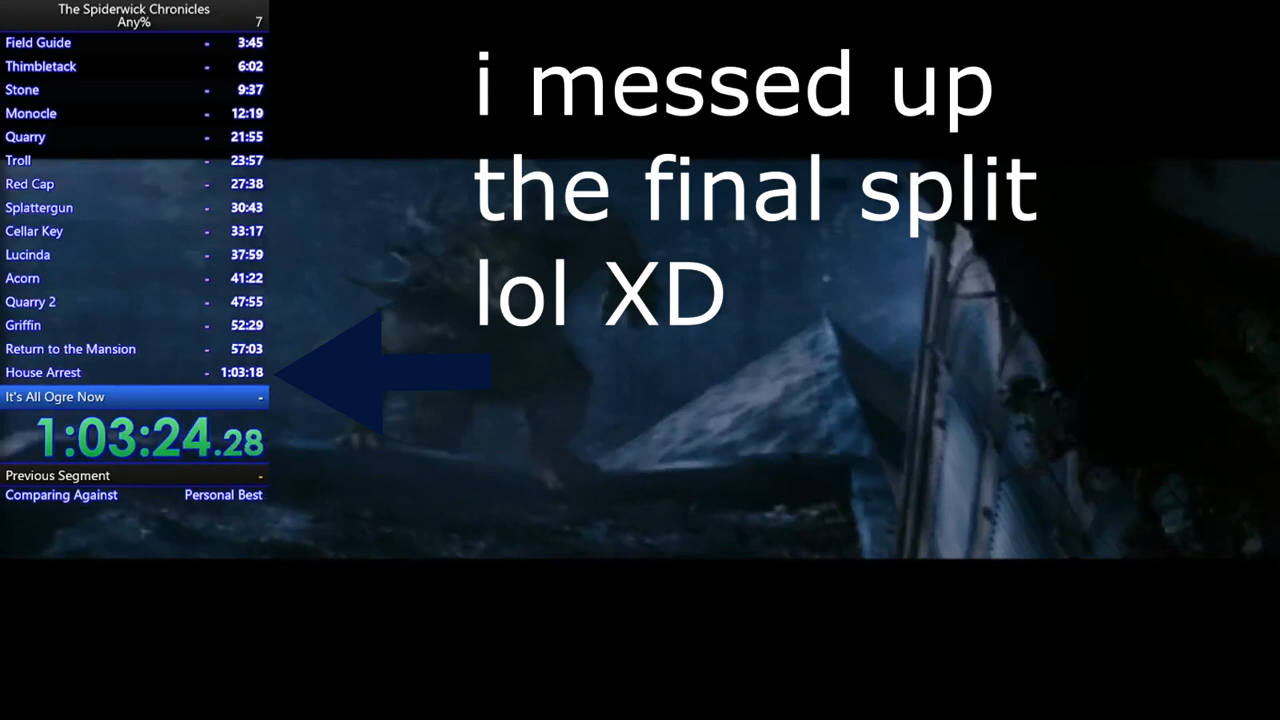 The Spiderwick Chronicles
Any% 7
Field Guide - 3:45
Thimbletack - 6:02
Stone - 9:37
Monocle - 12:19
Quarry - 21:55
Troll - 23:57
Red Cap - 27:38
Splattergun - 30:43
Cellar Key - 33:17
Lucinda - 37:59
Acorn - 41:22
Quarry 2 - 47:55
Griffin - 52:29
Return to the Mansion - 57:03
House Arrest - 1:03:18
It's All Ogre Now -
1:03:24.28
Previous Segment -
Comparing Against Personal Best
i messed up
the final split
lol XD